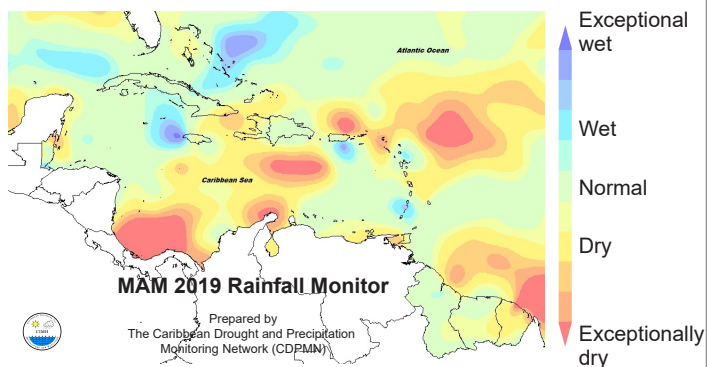 Atlantic Ocean
Caribbean Sea
MAM 2019 Rainfall Monitor
Prepared by
The Caribbean Drought and Precipitation
Monitoring Network (CDPMN)
Exceptional
wet
Wet
Normal
Dry
Exceptionally
dry